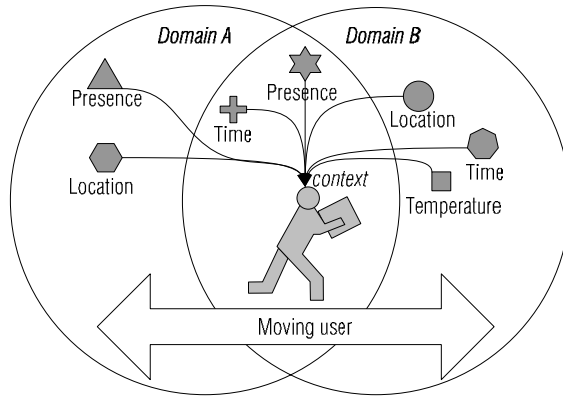 Domain A
Domain B
Presence
Presence
Time
Location
Location
Time
context
Temperature
Moving user